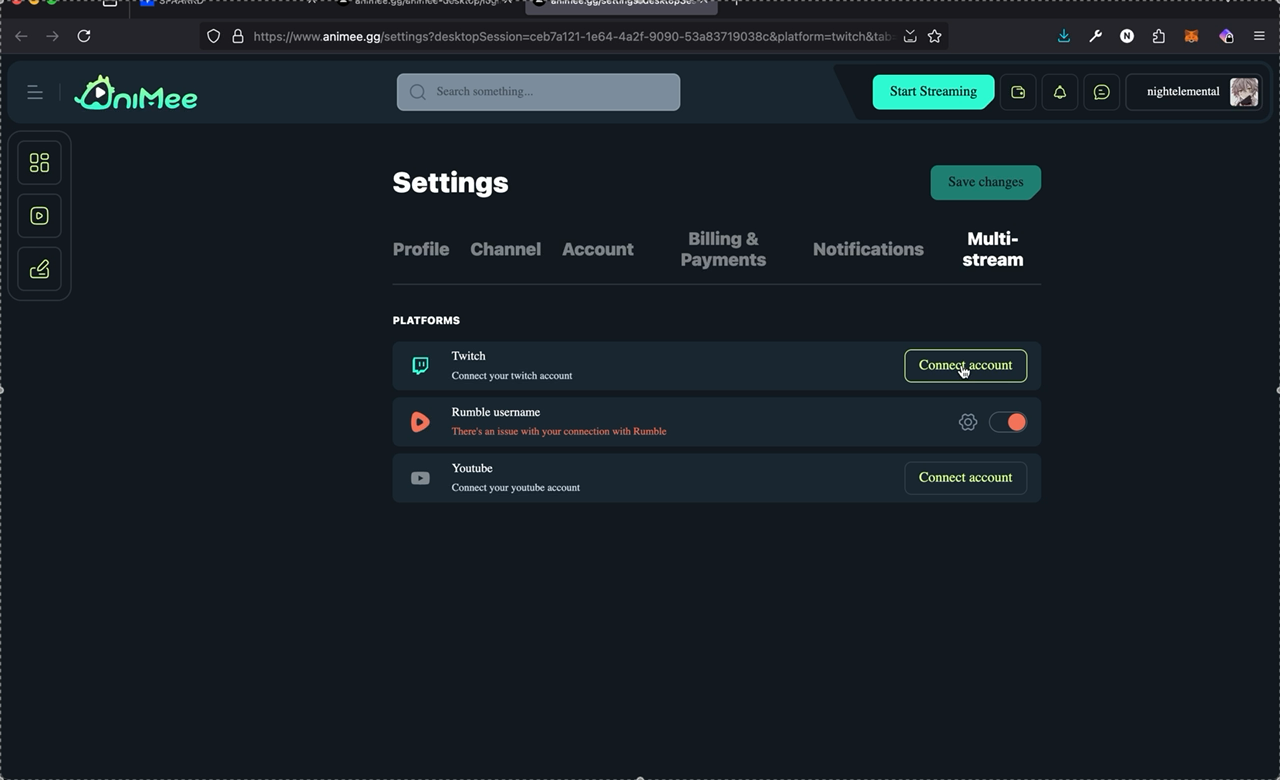 https://www.animee.gg/settings?desktopSession=ceb7a121-1e64-4a2f-9090-53a83719038c&platform=twitch&tab
N
AniMee
Search something...
Start Streaming
nightelemental
Settings
Save changes
Profile
Channel
Account
Billing &
Payments
Notifications
Multi-
stream
PLATFORMS
Twitch
Connect your twitch account
Connect account
Rumble username
There's an issue with your connection with Rumble
Youtube
Connect your youtube account
Connect account